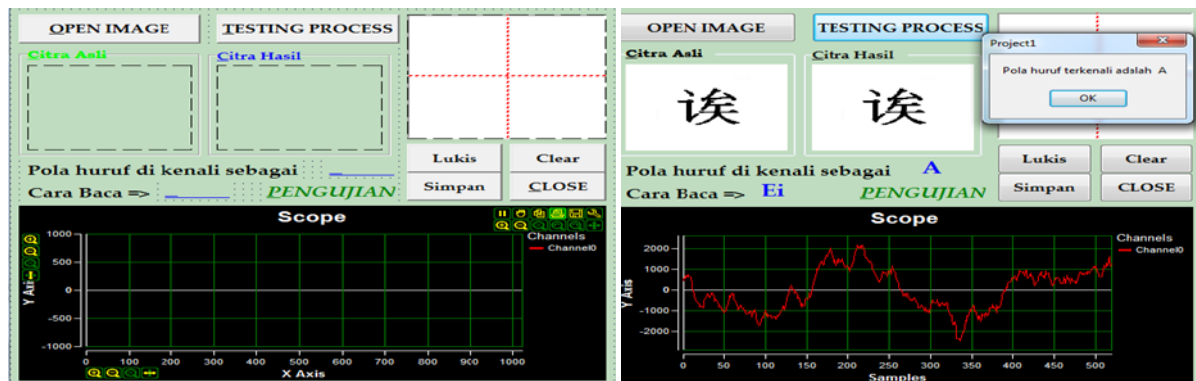 OPEN IMAGE
TESTING PROCESS
Citra Asli
Citra Hasil
Pola huruf di kenali sebagai
Cara Baca =>
PENGUJIAN
Lukis
Clear
Simpan
CLOSE
Scope
Channels
Channel0
Y Axis
1000
500
0
-500
-1000
0 100 200 300 400 500 600 700 800 900 1000
X Axis
OPEN IMAGE
TESTING PROCESS
Project1
Pola huruf terkenali adalah A
OK
Citra Asli
Citra Hasil
诶
诶
Pola huruf di kenali sebagai A
Cara Baca => Ei
PENGUJIAN
Lukis
Clear
Simpan
CLOSE
Scope
Channels
Channel0
Y Axis
2000
1000
0
-1000
-2000
0 50 100 150 200 250 300 350 400 450 500
Samples